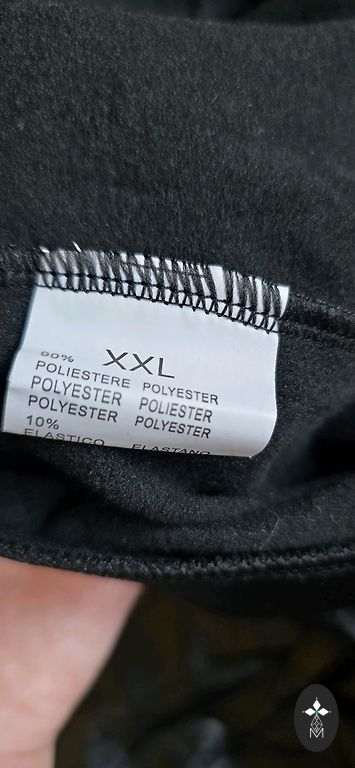 XXL
90%
POLIESTERE POLYESTER
POLYESTER POLIESTER
POLYESTER POLYESTER
10%
ELASTICO ELASTANO